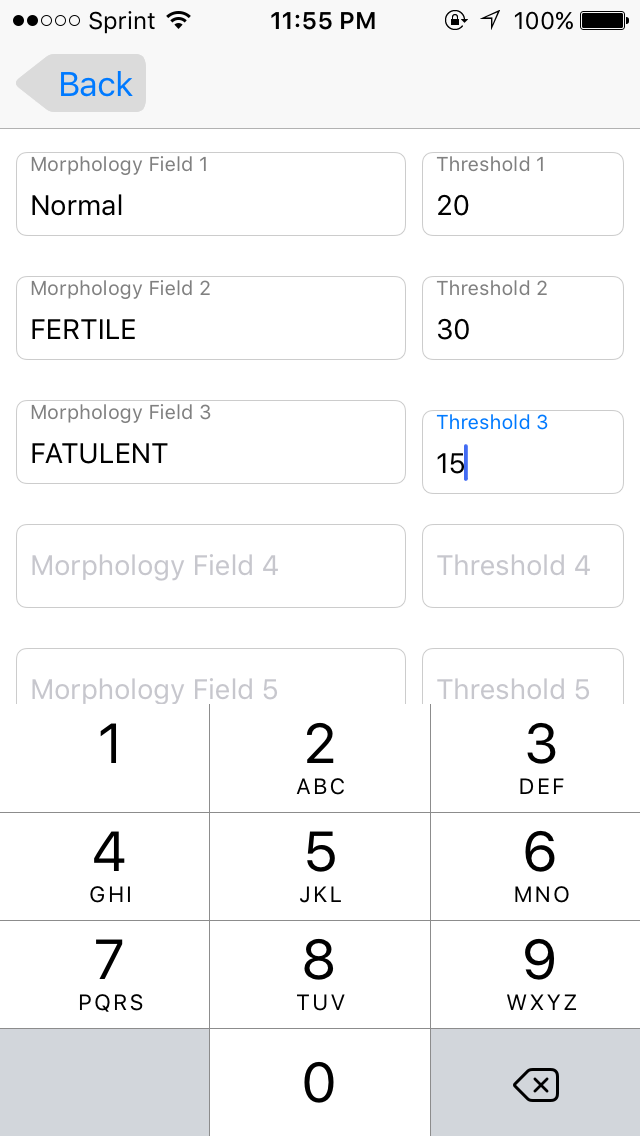 Sprint 11:55 PM 100%
Back
Morphology Field 1 Threshold 1
Normal 20
Morphology Field 2 Threshold 2
FERTILE 30
Morphology Field 3 Threshold 3
FATULENT 15
Morphology Field 4 Threshold 4
Morphology Field 5 Threshold 5
1 2 3
ABC DEF
4 5 6
GHI JKL MNO
7 8 9
PQRS TUV WXYZ
0